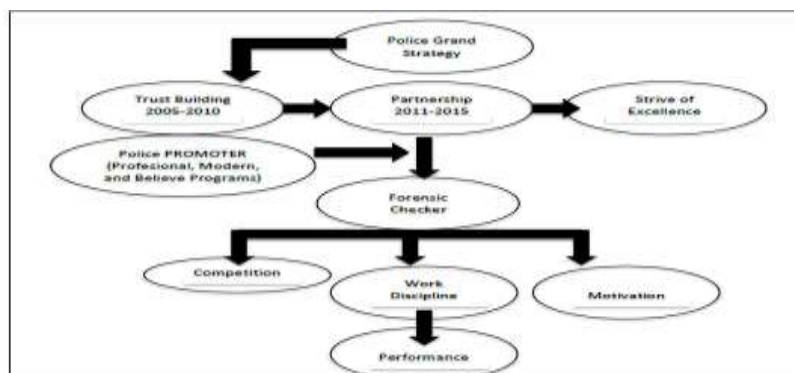 Police Grand
Strategy
Trust Building
2005-2010
Partnership
2011-2015
Strive of
Excellence
Police PROMOTER
(Profesional, Modern,
and Believe Programs)
Forensic
Checker
Competition
Work
Discipline
Motivation
Performance